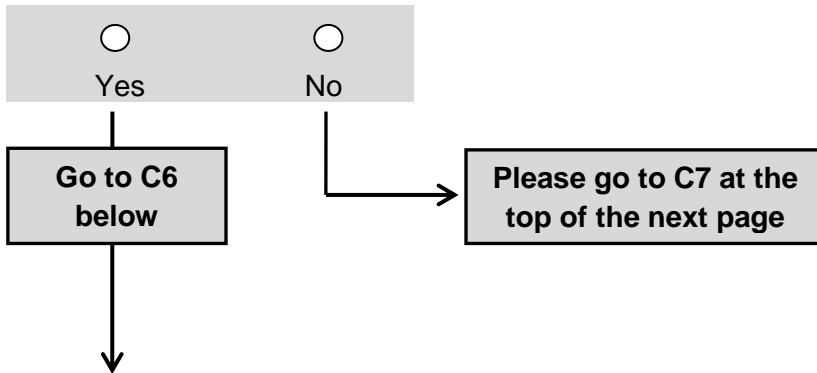 Yes No
Go to C6
below
Please go to C7 at the
top of the next page